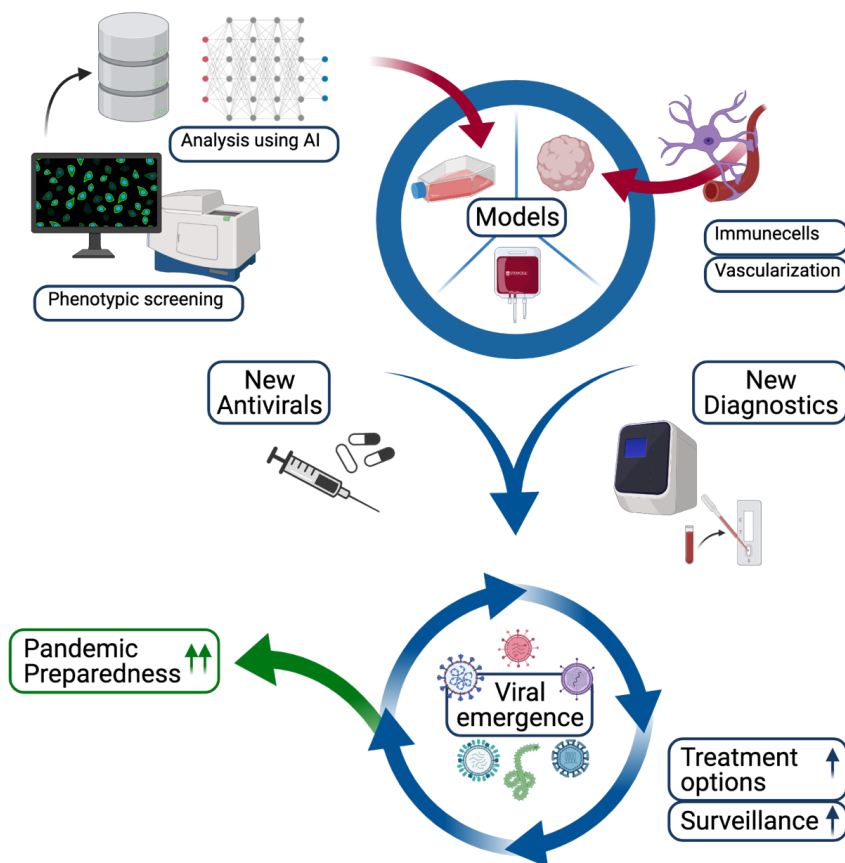 Analysis using AI
Phenotypic screening
Models
Immunecells
Vascularization
New
Antivirals
New
Diagnostics
Pandemic
Preparedness
Viral
emergence
Treatment
options
Surveillance